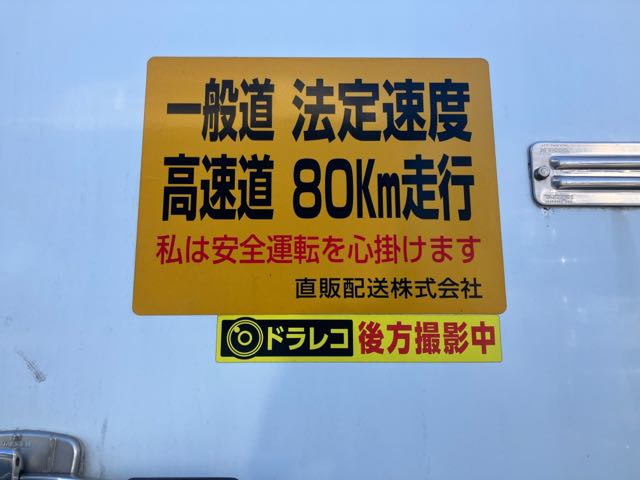 一般道 法定速度
高速道 80Km走行
私は安全運転を心掛けます
直販配送株式会社
ドラレコ 後方撮影中